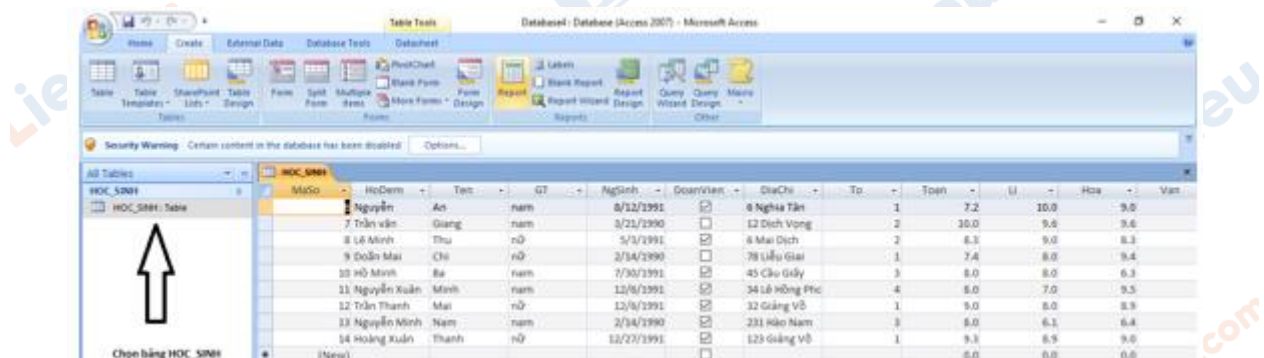 Table Tools Database4 : Database (Access 2007) - Microsoft Access
Home Create External Data Database Tools Datasheet
Table
Table Templates
SharePoint Lists
Table Design
Tables
Form
Split Form
Multiple Items
PivotChart
Blank Form
More Forms
Form Design
Forms
Report
Labels
Blank Report
Report Wizard
Report Design
Reports
Query Wizard
Query Design
Macro
Other
Security Warning Certain content in the database has been disabled Options...
All Tables
HOC_SINH
HOC_SINH : Table
Chọn bảng HOC_SINH
HOC_SINH
MaSo HoDem Ten GT NgSinh DoanVien DiaChi To Toan Li Hoa Van
Nguyễn An nam 8/12/1991 6 Nghĩa Tân 1 7.2 10.0 9.0
7 Trần văn Giang nam 3/21/1990 12 Dịch Vọng 2 10.0 9.6 9.6
8 Lê Minh Thu nữ 5/3/1991 6 Mai Dịch 2 8.3 9.0 8.3
9 Doãn Mai Chi nữ 2/14/1990 78 Liễu Giai 1 7.4 8.0 9.4
10 Hồ Minh Ba nam 7/30/1991 45 Cầu Giấy 3 8.0 8.0 6.3
11 Nguyễn Xuân Minh nam 12/6/1991 34 Lê Hồng Pho 4 8.0 7.0 9.5
12 Trần Thanh Mai nữ 12/6/1991 32 Giảng Võ 1 9.0 8.0 8.9
13 Nguyễn Minh Nam nam 2/14/1990 231 Hào Nam 3 8.0 6.1 6.4
14 Hoàng Xuân Thanh nữ 12/27/1991 123 Giảng Võ 1 9.3 8.9 9.0
(New) 0.0 0.0 0.0